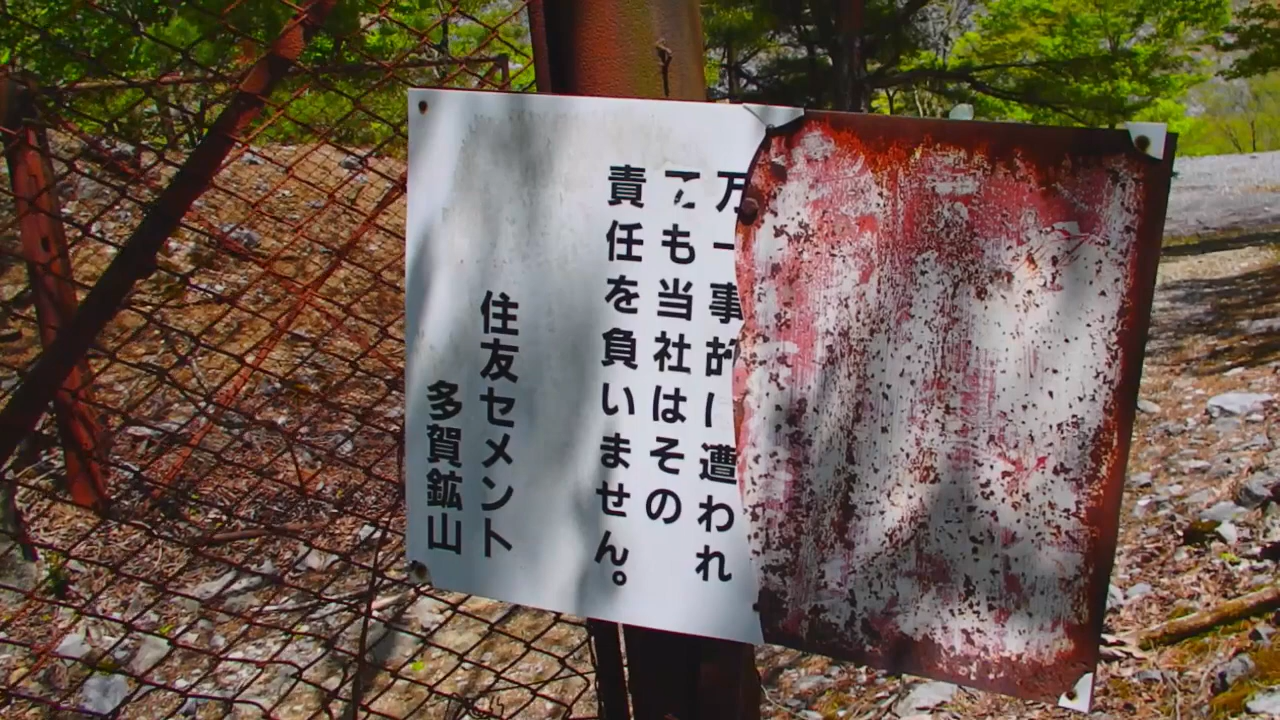 万一事故に遭われ
ても当社はその
責任を負いません。
住友セメント
多賀鉱山